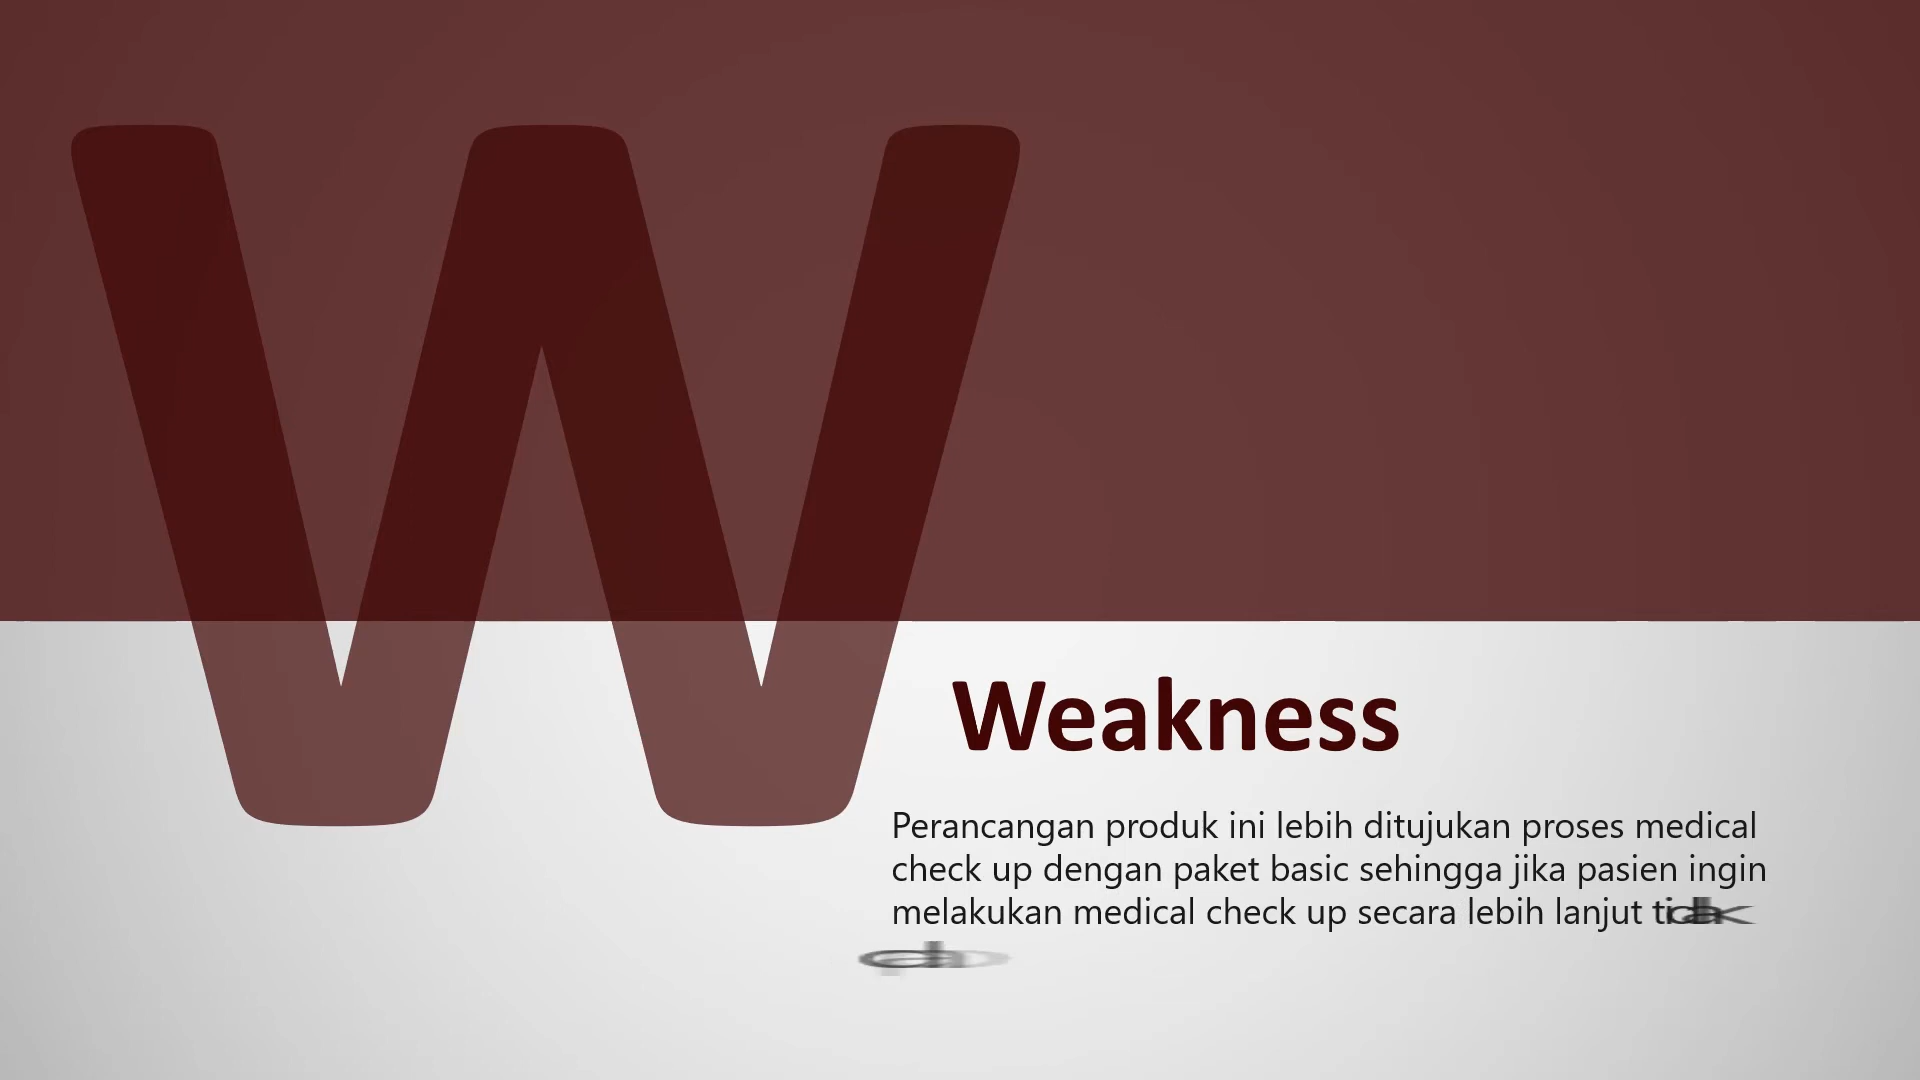 W
Weakness
Perancangan produk ini lebih ditujukan proses medical
check up dengan paket basic sehingga jika pasien ingin
melakukan medical check up secara lebih lanjut